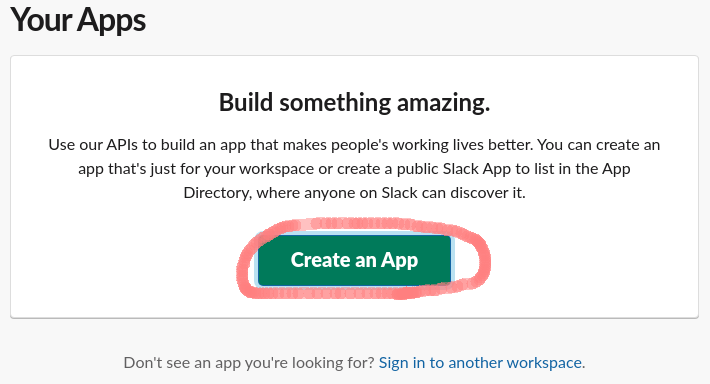 Your Apps
Build something amazing.
Use our APIs to build an app that makes people's working lives better. You can create an
app that's just for your workspace or create a public Slack App to list in the App
Directory, where anyone on Slack can discover it.
Create an App
Don't see an app you're looking for? Sign in to another workspace.